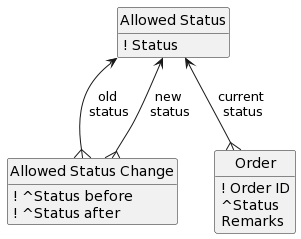 Allowed Status
! Status
old
status
new
status
current
status
Allowed Status Change
! ^Status before
! ^Status after
Order
! Order ID
^Status
Remarks